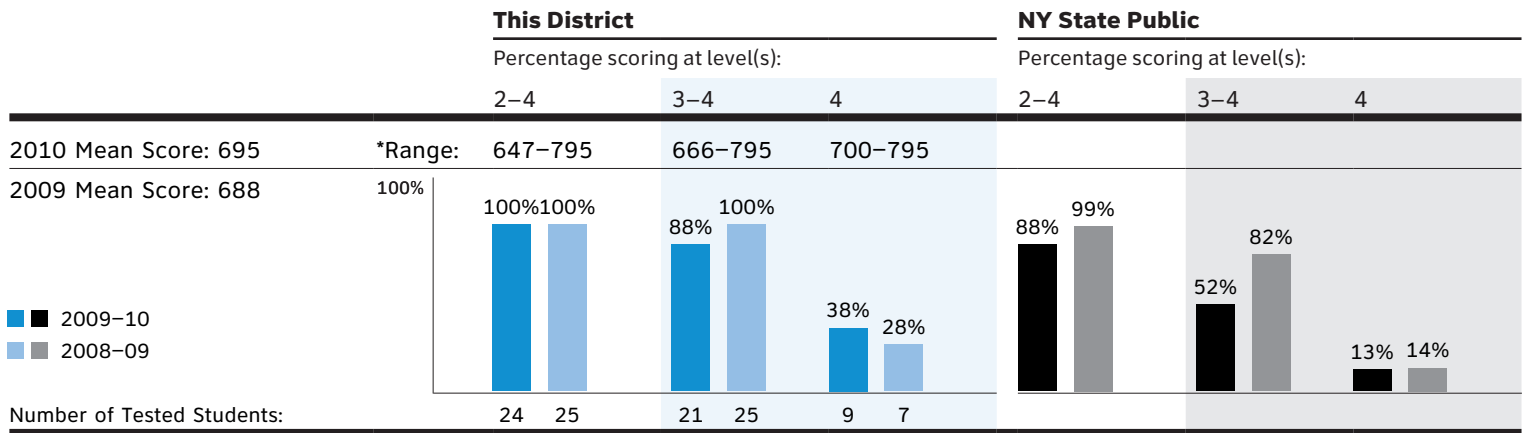 This District NY State Public
Percentage scoring at level(s): Percentage scoring at level(s):
2–4 3–4 4 2–4 3–4 4
2010 Mean Score: 695 *Range: 647–795 666–795 700–795
2009 Mean Score: 688 100%
100%100% 88% 100% 38% 28% 88% 99% 52% 82% 13% 14%
2009–10
2008–09
Number of Tested Students: 24 25 21 25 9 7